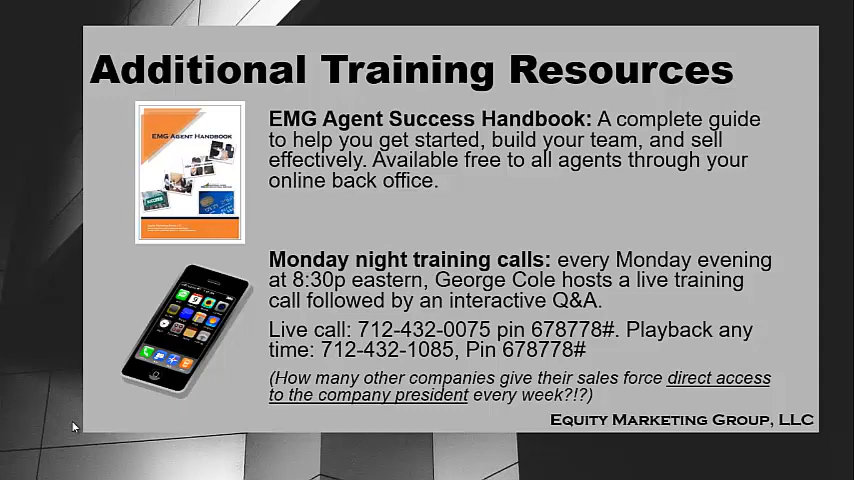 Additional Training Resources
EMG AGENT HANDBOOK
SUCCESS
EMG Agent Success Handbook: A complete guide
to help you get started, build your team, and sell
effectively. Available free to all agents through your
online back office.
Monday night training calls: every Monday evening
at 8:30p eastern, George Cole hosts a live training
call followed by an interactive Q&A.
Live call: 712-432-0075 pin 678778#. Playback any
time: 712-432-1085, Pin 678778#
(How many other companies give their sales force direct access
to the company president every week?!?)
EQUITY MARKETING GROUP, LLC